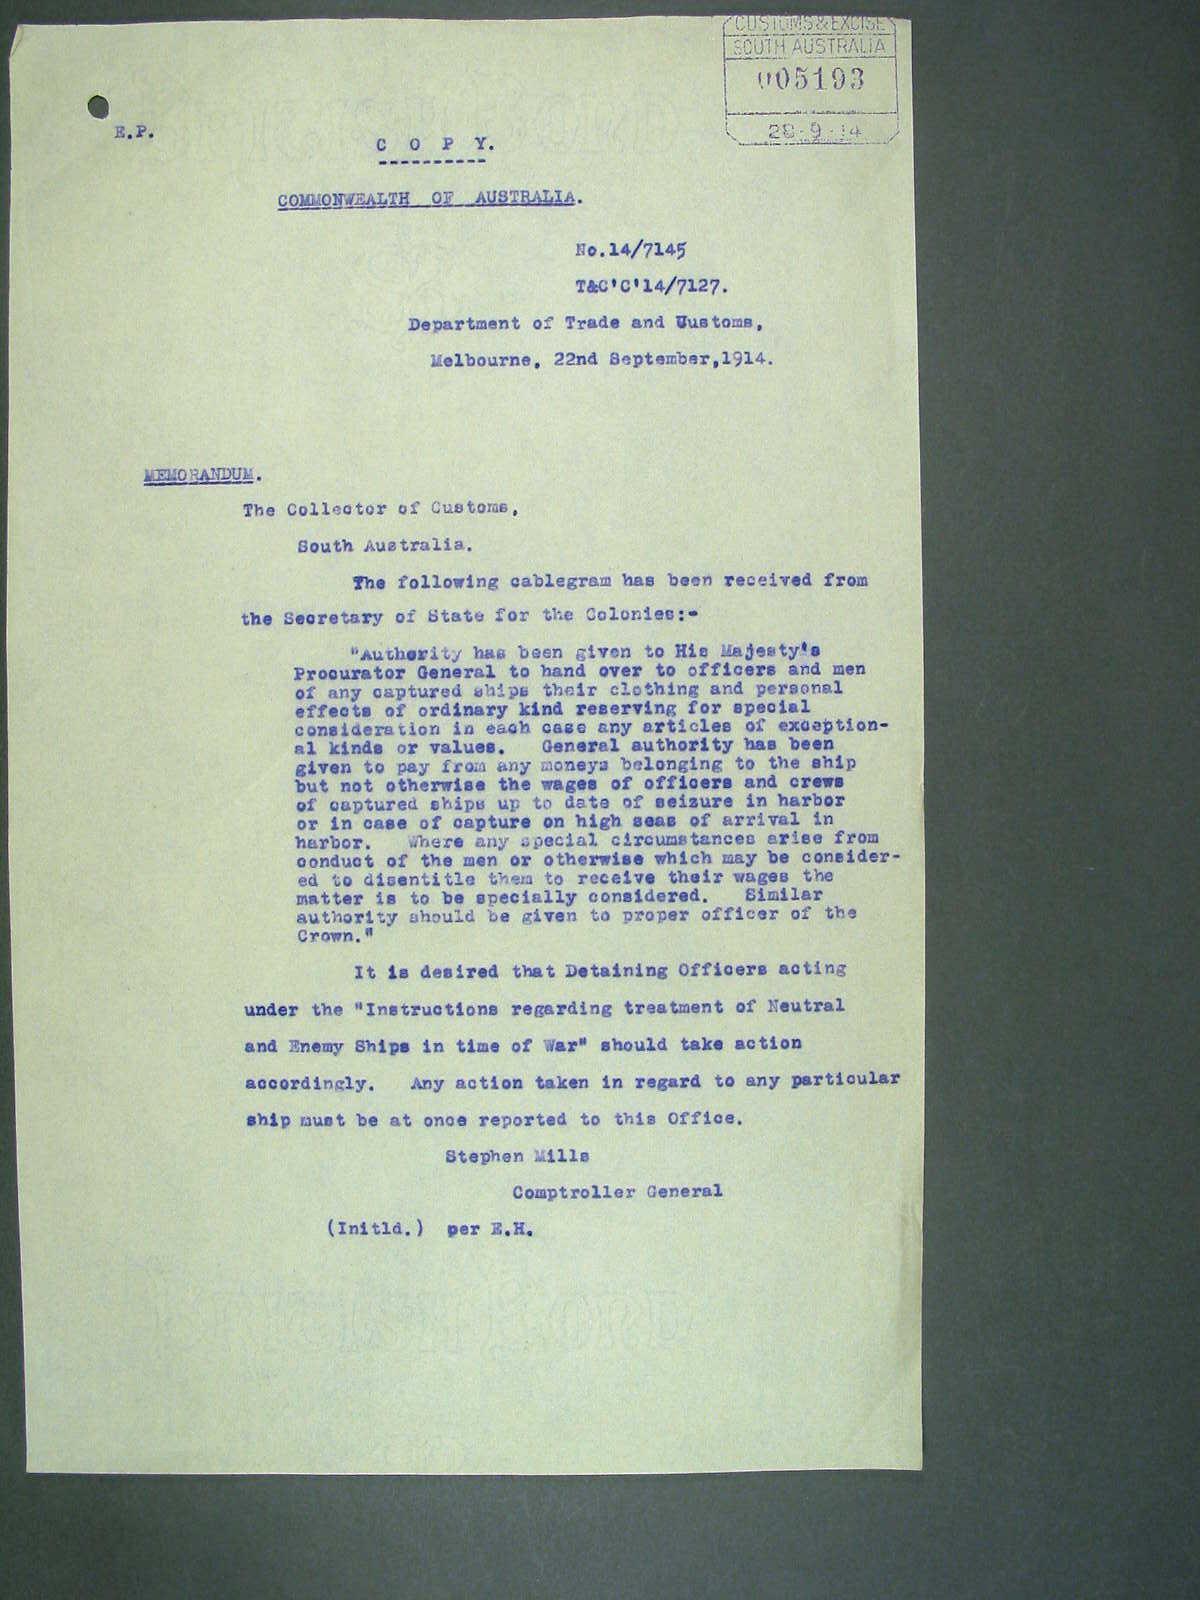 CUSTOMS & EXCISE
SOUTH AUSTRALIA
005193
28-9-14
E.P.
C O P Y.
COMMONWEALTH OF AUSTRALIA.
No.14/7145
T&C'C'14/7127.
Department of Trade and Customs,
Melbourne, 22nd September,1914.
MEMORANDUM.
The Collector of Customs,
South Australia.
The following cablegram has been received from
the Secretary of State for the Colonies:-
"Authority has been given to His Majesty's
Procurator General to hand over to officers and men
of any captured ships their clothing and personal
effects of ordinary kind reserving for special
consideration in each case any articles of exception-
al kinds or values. General authority has been
given to pay from any moneys belonging to the ship
but not otherwise the wages of officers and crews
of captured ships up to date of seizure in harbor
or in case of capture on high seas of arrival in
harbor. Where any special circumstances arise from
conduct of the men or otherwise which may be consider-
ed to disentitle them to receive their wages the
matter is to be specially considered. Similar
authority should be given to proper officer of the
Crown."
It is desired that Detaining Officers acting
under the "Instructions regarding treatment of Neutral
and Enemy Ships in time of War" should take action
accordingly. Any action taken in regard to any particular
ship must be at once reported to this Office.
Stephen Mills
Comptroller General
(Initld.) per E.H.